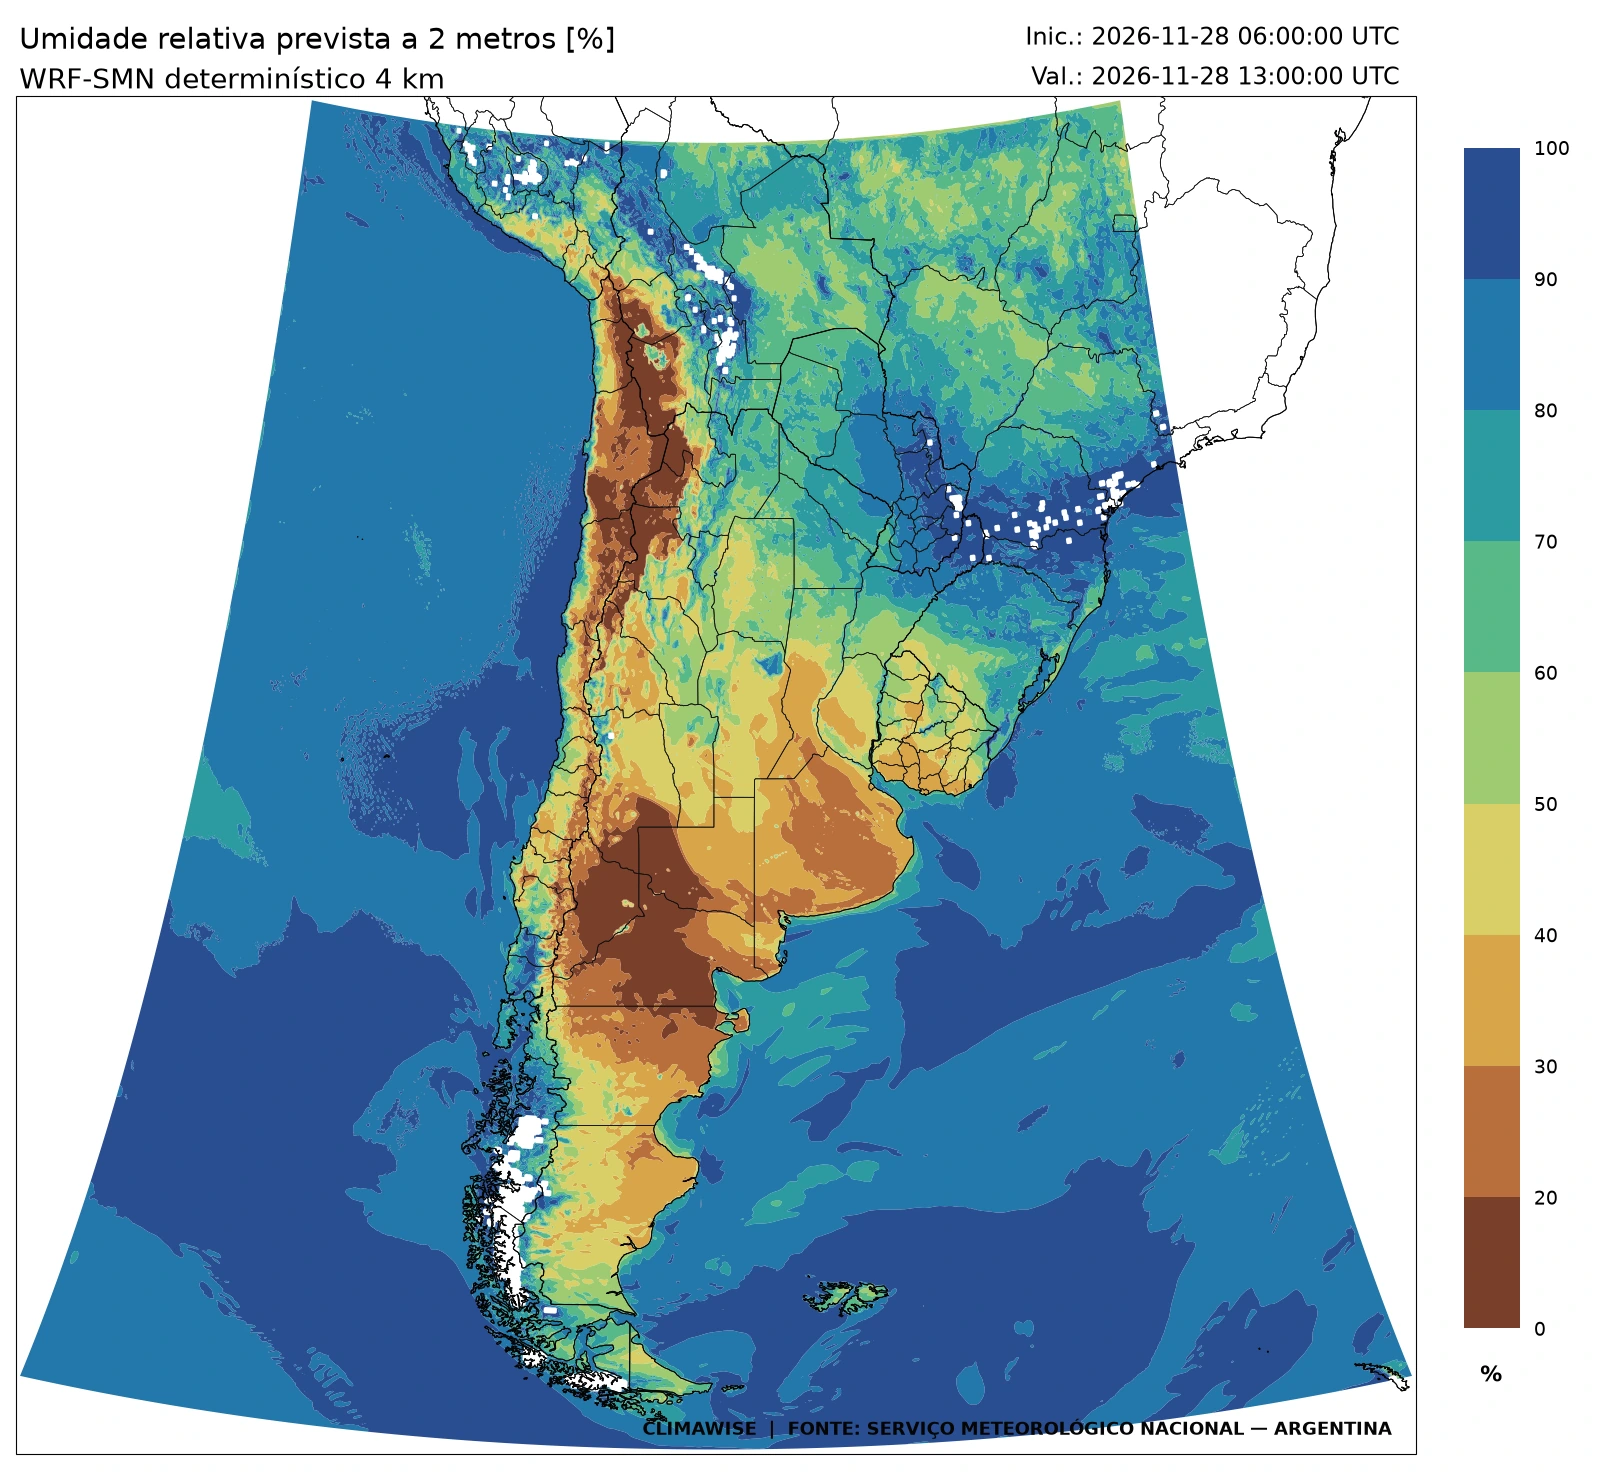 Umidade relativa prevista a 2 metros [%]
WRF-SMN determinístico 4 km
Inic.: 2026-11-28 06:00:00 UTC
Val.: 2026-11-28 13:00:00 UTC
100
90
80
70
60
50
40
30
20
0
%
CLIMAWISE | FONTE: SERVIÇO METEOROLÓGICO NACIONAL — ARGENTINA